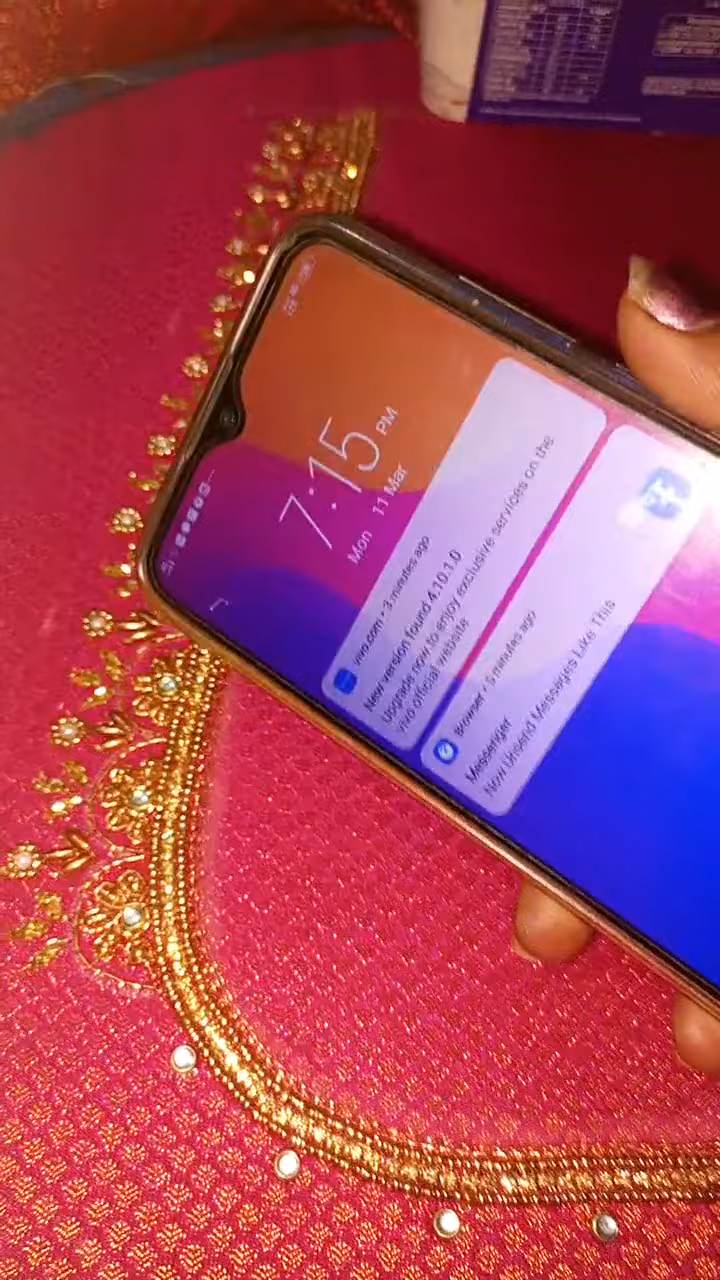 7:15 PM
Mon 11 Mar
vivo.com • 3 minutes ago
New version found 4.10.1.0
Upgrade now to enjoy exclusive services on the
vivo official website
Browser • 5 minutes ago
Messenger
Now Unsend Messages Like This